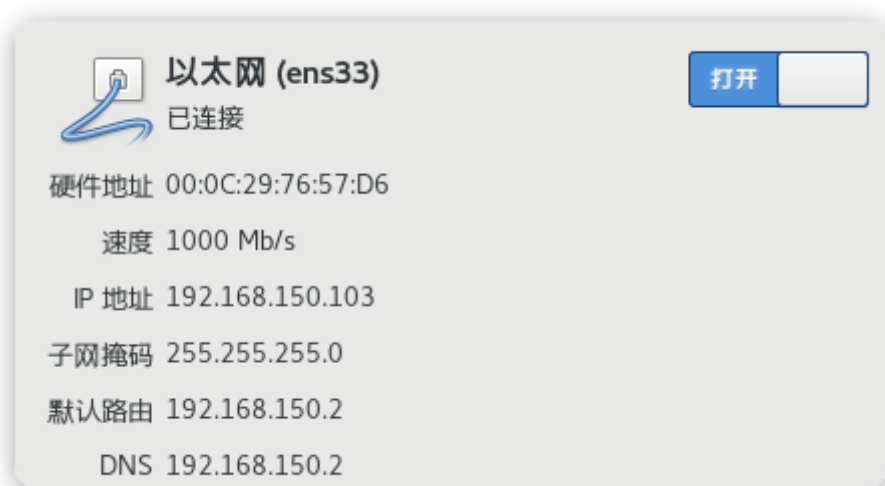 以太网 (ens33)
打开
已连接
硬件地址 00:0C:29:76:57:D6
速度 1000 Mb/s
IP 地址 192.168.150.103
子网掩码 255.255.255.0
默认路由 192.168.150.2
DNS 192.168.150.2